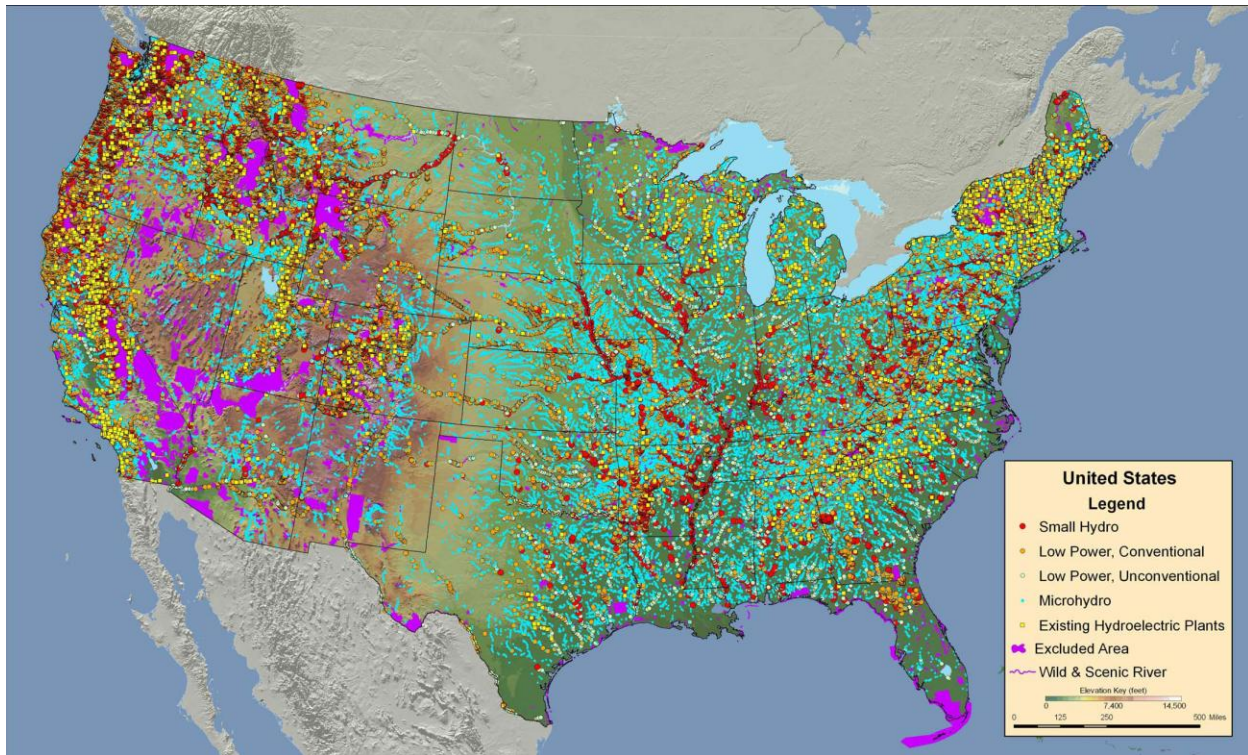 United States
Legend
Small Hydro
Low Power, Conventional
Low Power, Unconventional
Microhydro
Existing Hydroelectric Plants
Excluded Area
Wild & Scenic River
Elevation Key (feet)
0 7,400 14,500
0 125 250 500 Miles